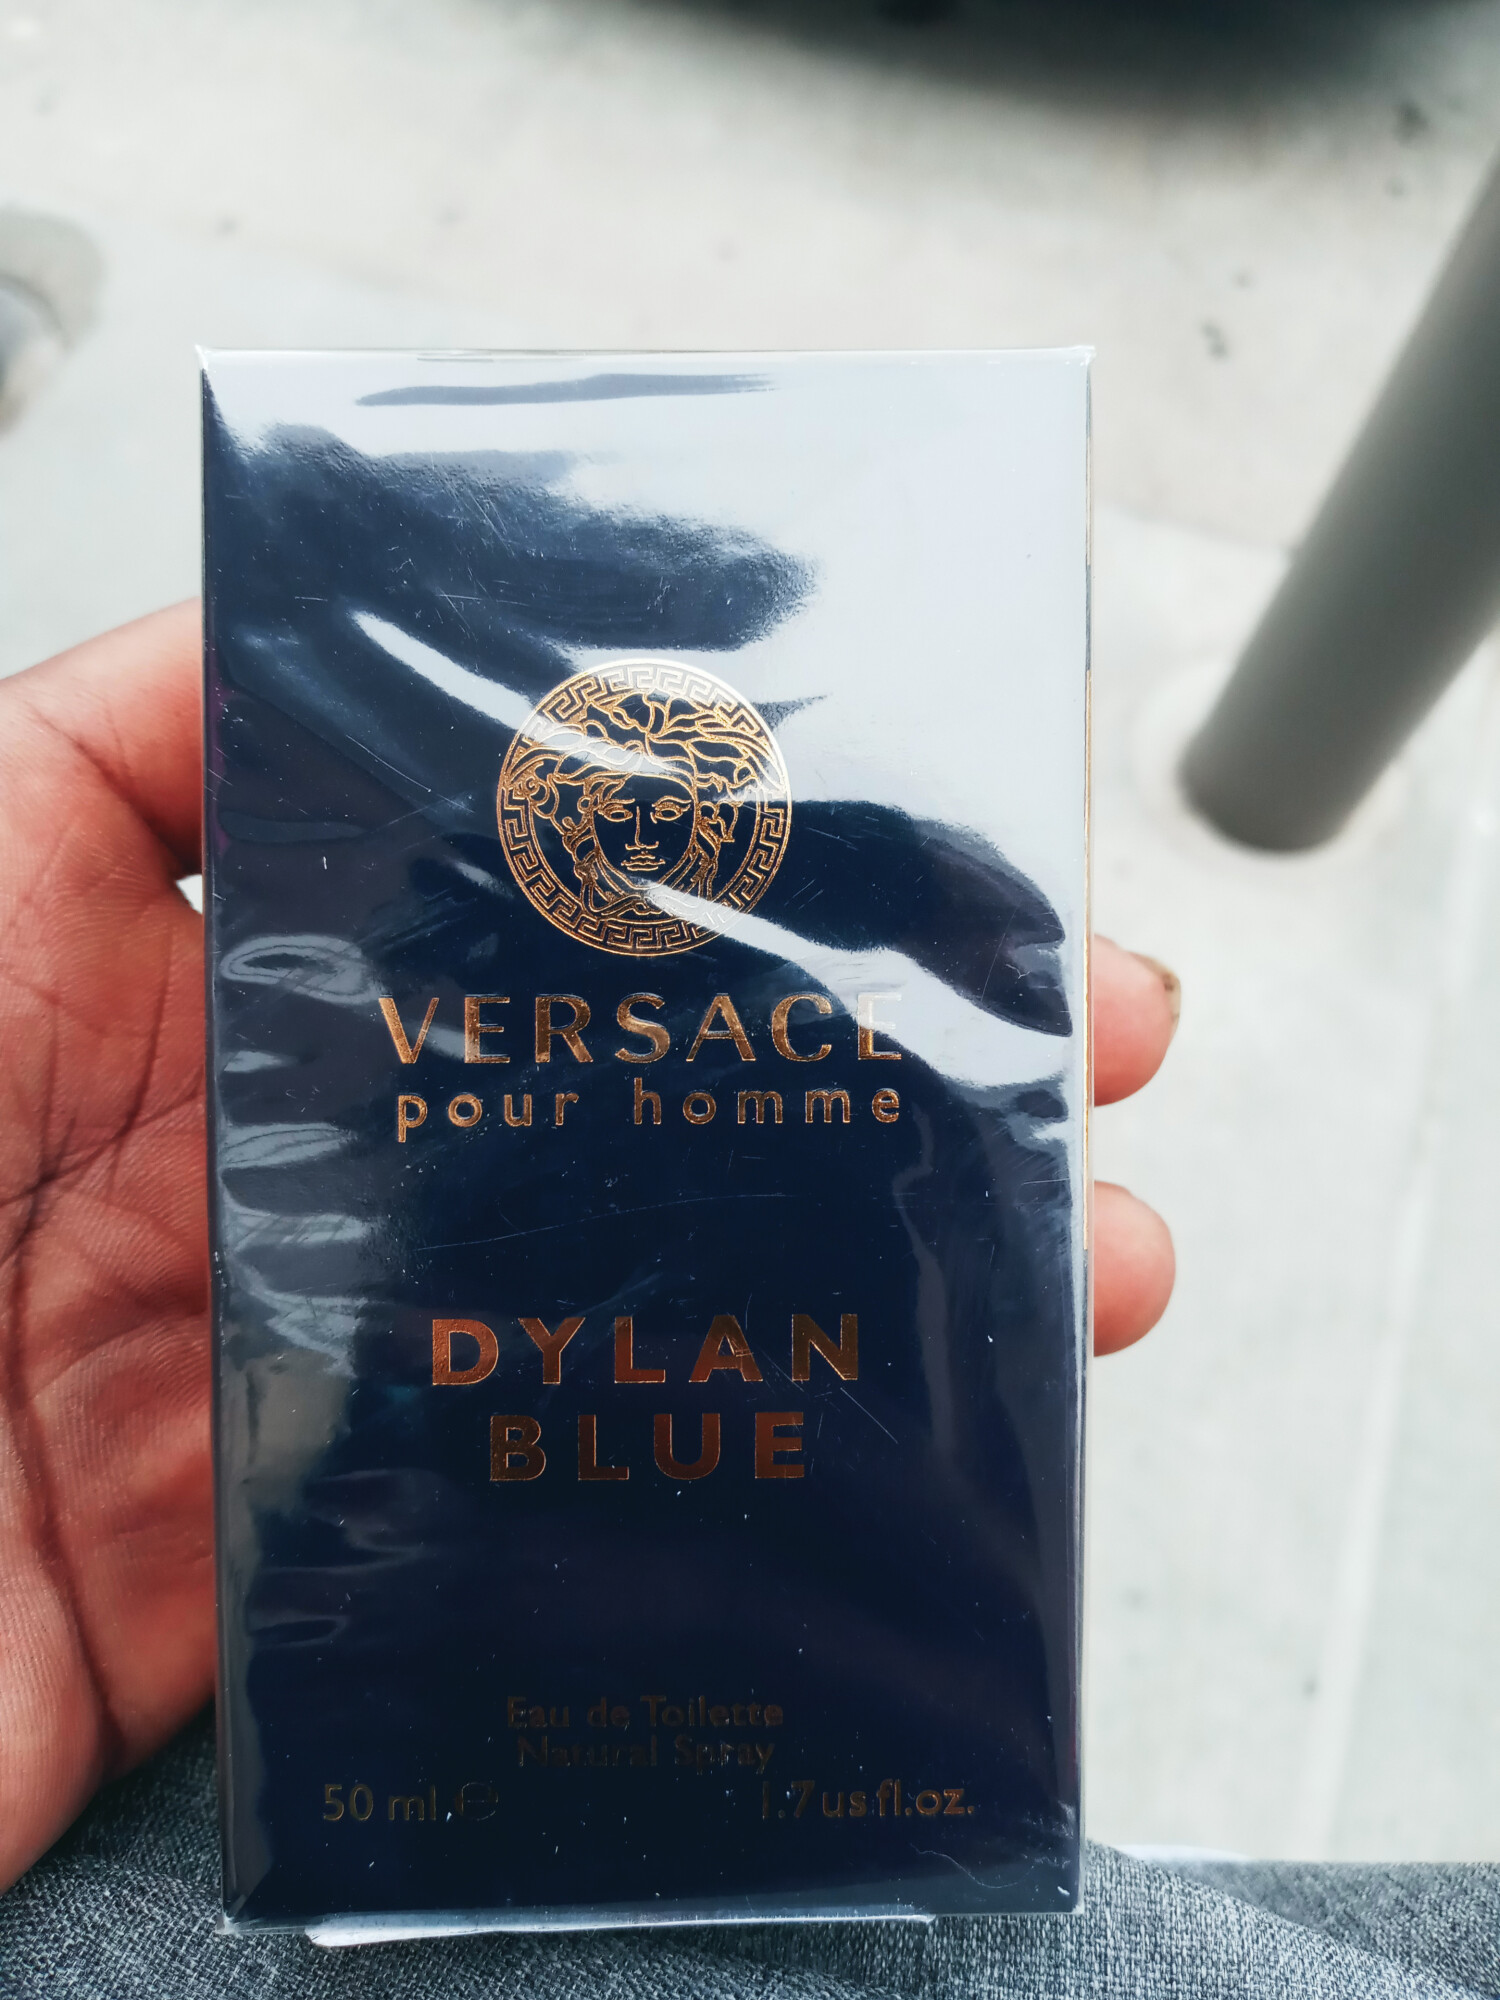 VERSACE
pour homme
DYLAN
BLUE
Eau de Toilette
Natural Spray
50 ml ℮ 1.7 us fl.oz.